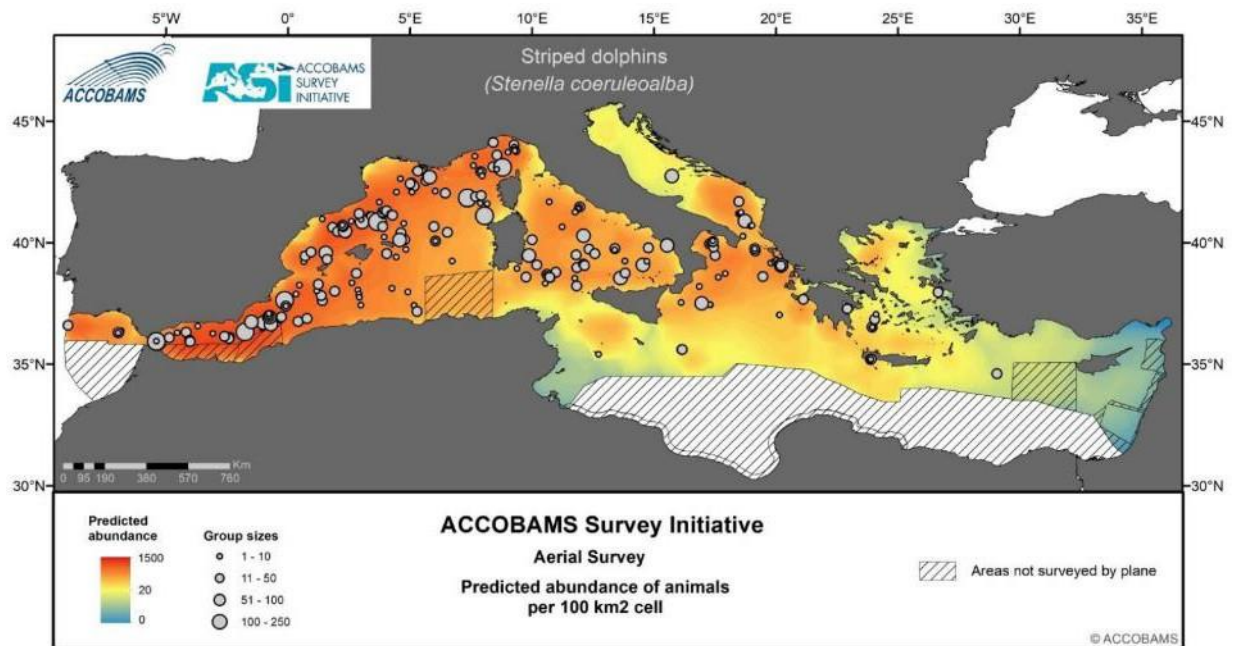 5°W 0° 5°E 10°E 15°E 20°E 25°E 30°E 35°E
ACCOBAMS
ASI ACCOBAMS
SURVEY
INITIATIVE
Striped dolphins
(Stenella coeruleoalba)
45°N 45°N
40°N 40°N
35°N 35°N
30°N 30°N
Km
0 95 190 380 570 760
Predicted
abundance
1500
20
0
Group sizes
1 - 10
11 - 50
51 - 100
100 - 250
ACCOBAMS Survey Initiative
Aerial Survey
Predicted abundance of animals
per 100 km2 cell
Areas not surveyed by plane
© ACCOBAMS